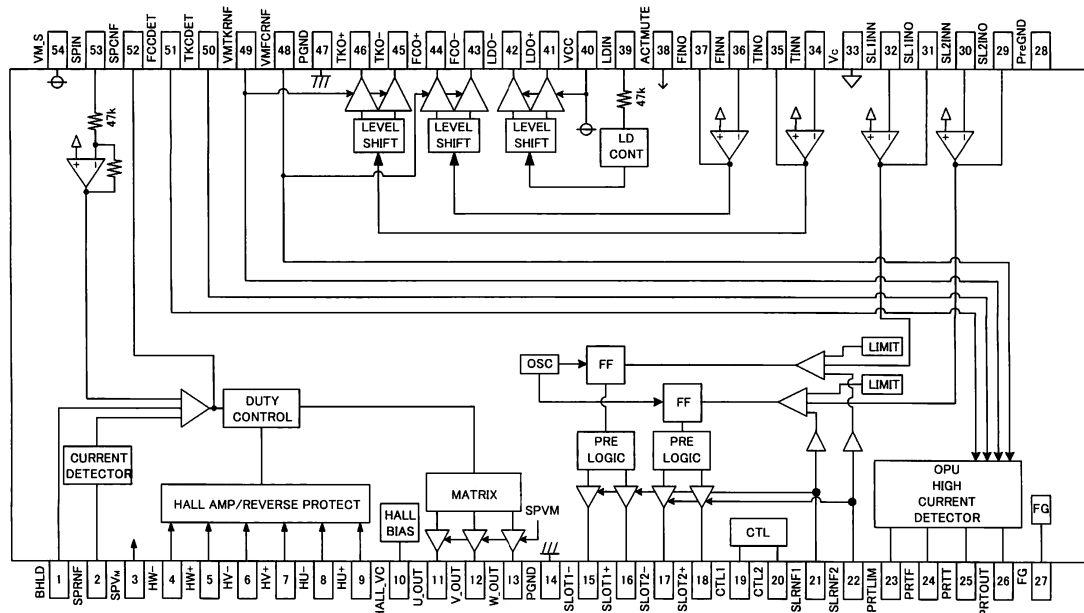 VM_S 54
SPIN 53
SPCNF 52
FCCDET 51
TKCDET 50
VMTKRNF 49
VMFCRNF 48
PGND 47
TKO+ 46
TKO- 45
FCO+ 44
FCO- 43
LDO- 42
LDO+ 41
VCC 40
LDIN 39
ACTMUTE 38
FINO 37
FINN 36
TINO 35
TINN 34
Vc 33
SL1INN 32
SL1INO 31
SL2INN 30
SL2INO 29
PreGND 28
47k
47k
LEVEL
SHIFT
LEVEL
SHIFT
LEVEL
SHIFT
LD
CONT
+ -
+ -
+ -
+ -
+ -
OSC
FF
LIMIT
FF
LIMIT
DUTY
CONTROL
PRE
LOGIC
PRE
LOGIC
CURRENT
DETECTOR
HALL AMP/REVERSE PROTECT
HALL
BIAS
MATRIX
SPVM
CTL
OPU
HIGH
CURRENT
DETECTOR
FG
BHLD 1
SPRNF 2
SPVM 3
HW- 4
HW+ 5
HV- 6
HV+ 7
HU- 8
HU+ 9
HALL_VC 10
U_OUT 11
V_OUT 12
W_OUT 13
PGND 14
SLOT1- 15
SLOT1+ 16
SLOT2- 17
SLOT2+ 18
CTL1 19
CTL2 20
SLRNF1 21
SLRNF2 22
PRTLIM 23
PRTF 24
PRTT 25
PRTOUT 26
FG 27